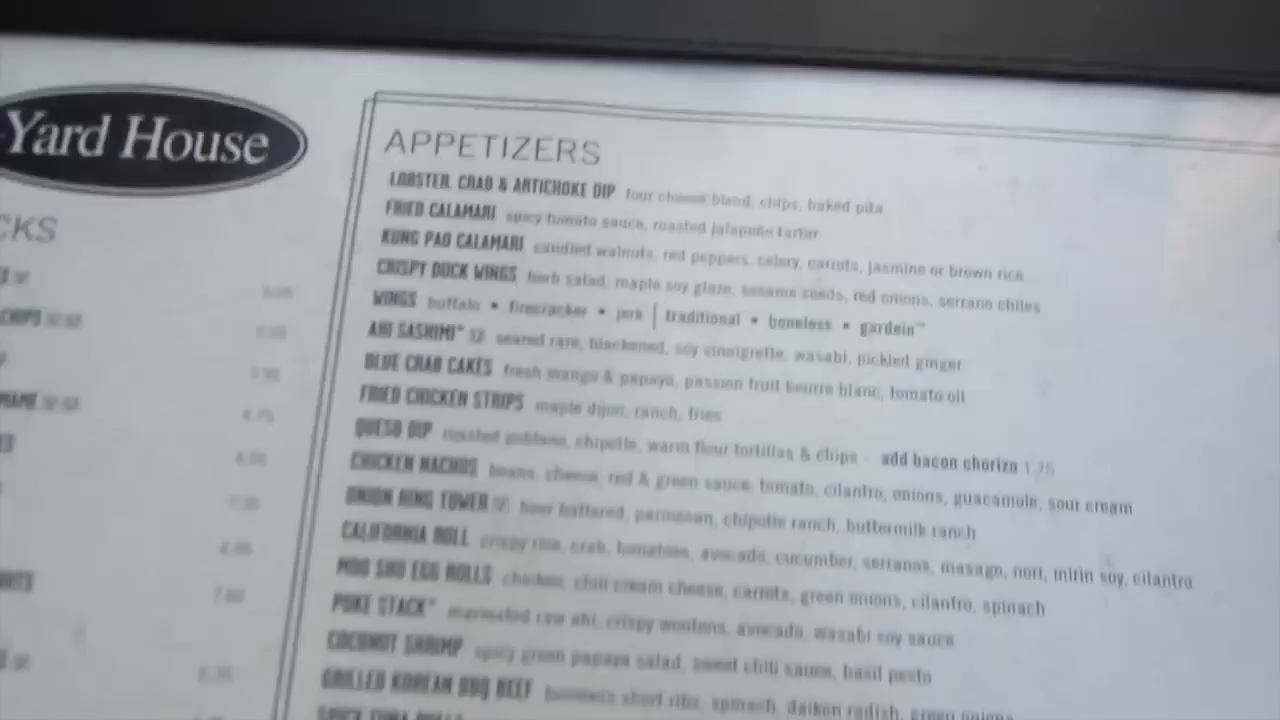 Yard House
APPETIZERS
LOBSTER, CRAB & ARTICHOKE DIP four cheese blend, chips, baked pita
FRIED CALAMARI spicy tomato sauce, roasted jalapeño tartar
KUNG PAO CALAMARI candied walnuts, red peppers, celery, carrots, jasmine or brown rice
CRISPY DUCK WINGS herb salad, maple soy glaze, sesame seeds, red onions, serrano chiles
WINGS buffalo • firecracker • jerk | traditional • boneless • gardein™
AHI SASHIMI* seared rare, blackened, soy vinaigrette, wasabi, pickled ginger
BLUE CRAB CAKES fresh mango & papaya, passion fruit beurre blanc, tomato oil
FRIED CHICKEN STRIPS maple dijon, ranch, fries
QUESO DIP roasted poblano, chipotle, warm flour tortillas & chips - add bacon chorizo 1.75
CHICKEN NACHOS beans, cheese, red & green sauce, tomato, cilantro, onions, guacamole, sour cream
ONION RING TOWER beer battered, parmesan, chipotle ranch, buttermilk ranch
CALIFORNIA ROLL crispy rice, crab, tomatoes, avocado, cucumber, serranos, masago, nori, mirin soy, cilantro
MOO SHU EGG ROLLS chicken, chili cream cheese, carrots, green onions, cilantro, spinach
POKE STACK* marinated raw ahi, crispy wontons, avocado, wasabi soy sauce
COCONUT SHRIMP spicy green papaya salad, sweet chili sauce, basil pesto
GRILLED KOREAN BBQ BEEF boneless short ribs, spinach, daikon radish, green onions
CKS
CHIPS
4.75